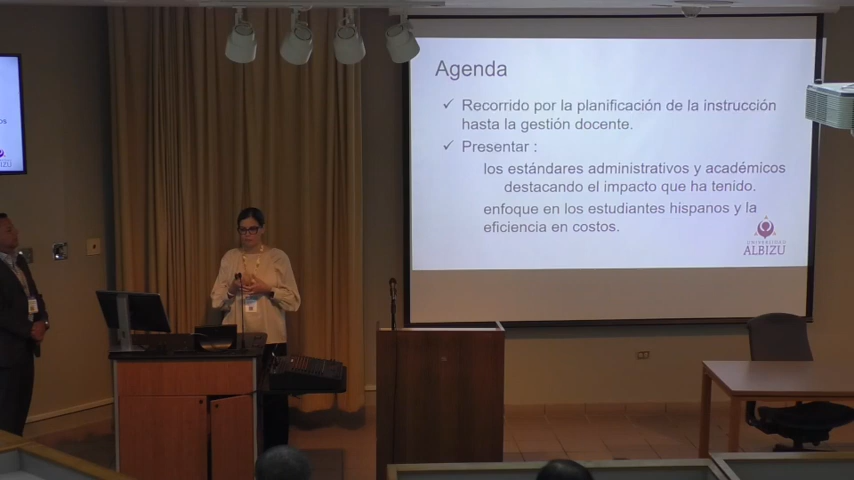 Agenda
✓ Recorrido por la planificación de la instrucción
hasta la gestión docente.
✓ Presentar :
los estándares administrativos y académicos
destacando el impacto que ha tenido.
enfoque en los estudiantes hispanos y la
eficiencia en costos.
UNIVERSIDAD
ALBIZU